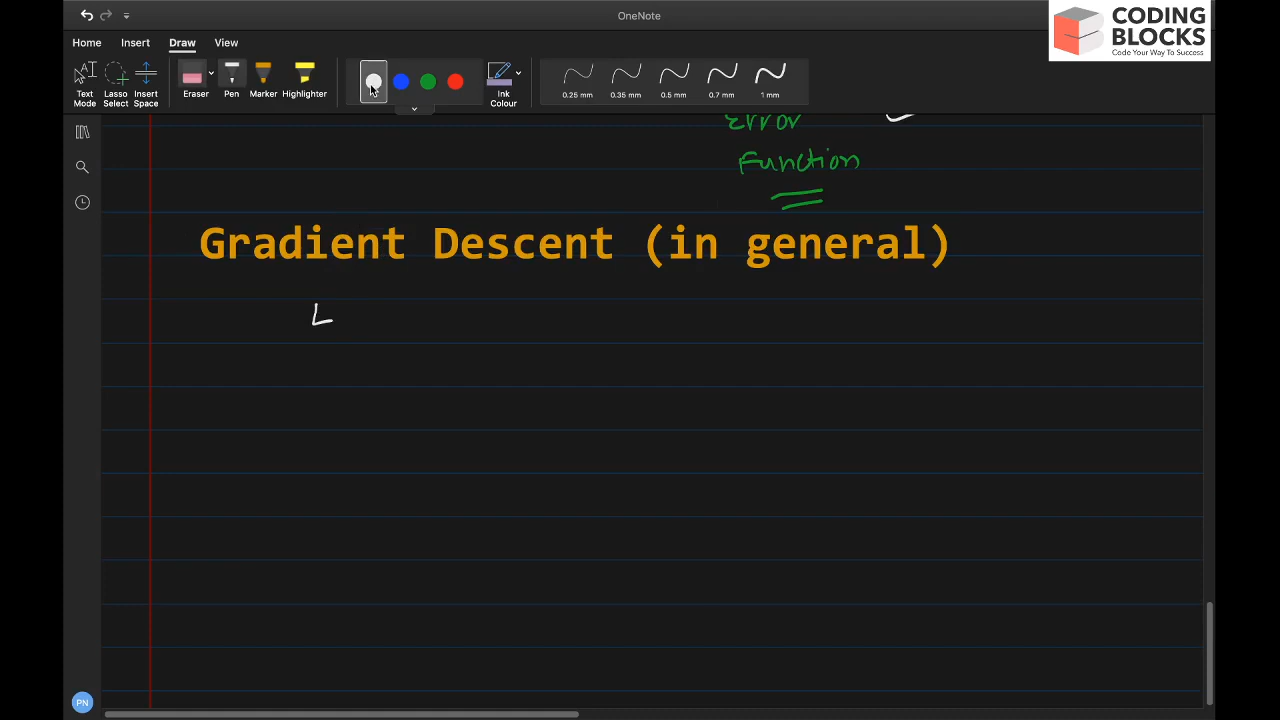 OneNote
CODING
BLOCKS
Code Your Way To Success
Home Insert Draw View
Text Mode
Lasso Select
Insert Space
Eraser
Pen
Marker
Highlighter
Ink Colour
0.25 mm 0.35 mm 0.5 mm 0.7 mm 1 mm
Error
Function
Gradient Descent (in general)
L
PN